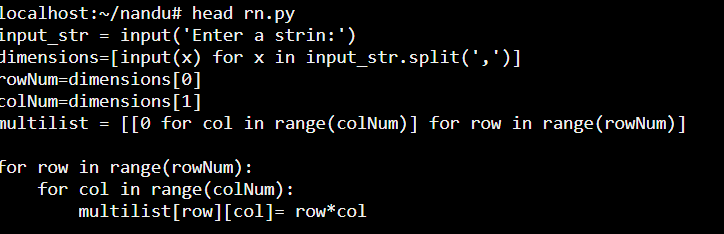 localhost:~/nandu# head rn.py
input_str = input('Enter a strin:')
dimensions=[input(x) for x in input_str.split(',')]
rowNum=dimensions[0]
colNum=dimensions[1]
multilist = [[0 for col in range(colNum)] for row in range(rowNum)]

for row in range(rowNum):
    for col in range(colNum):
        multilist[row][col]= row*col